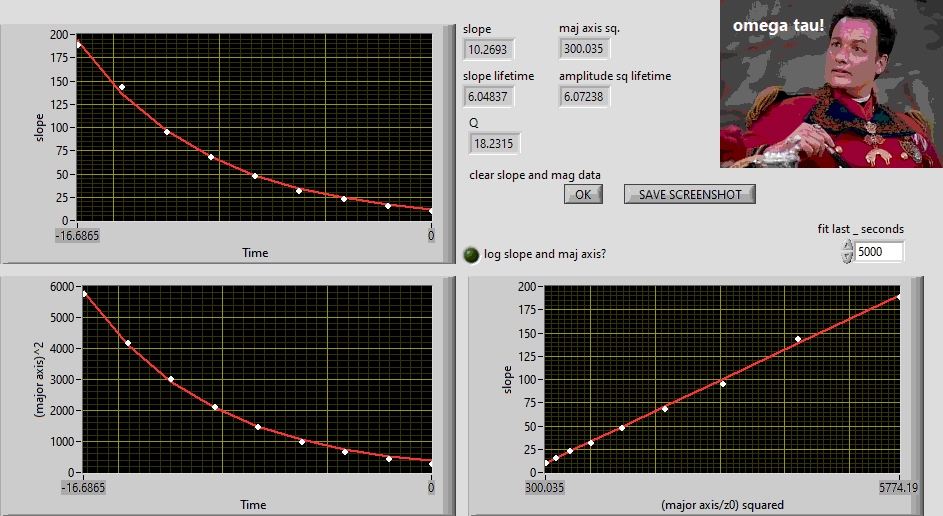 omega tau!
slope
maj axis sq.
10.2693
300.035
slope lifetime
amplitude sq lifetime
6.04837
6.07238
Q
18.2315
clear slope and mag data
OK
SAVE SCREENSHOT
fit last _ seconds
5000
log slope and maj axis?
200
175
150
125
100
75
50
25
0
slope
-16.6865
0
Time
6000
5000
4000
3000
2000
1000
0
(major axis)^2
-16.6865
0
Time
200
175
150
125
100
75
50
25
0
slope
300.035
5774.19
(major axis/z0) squared